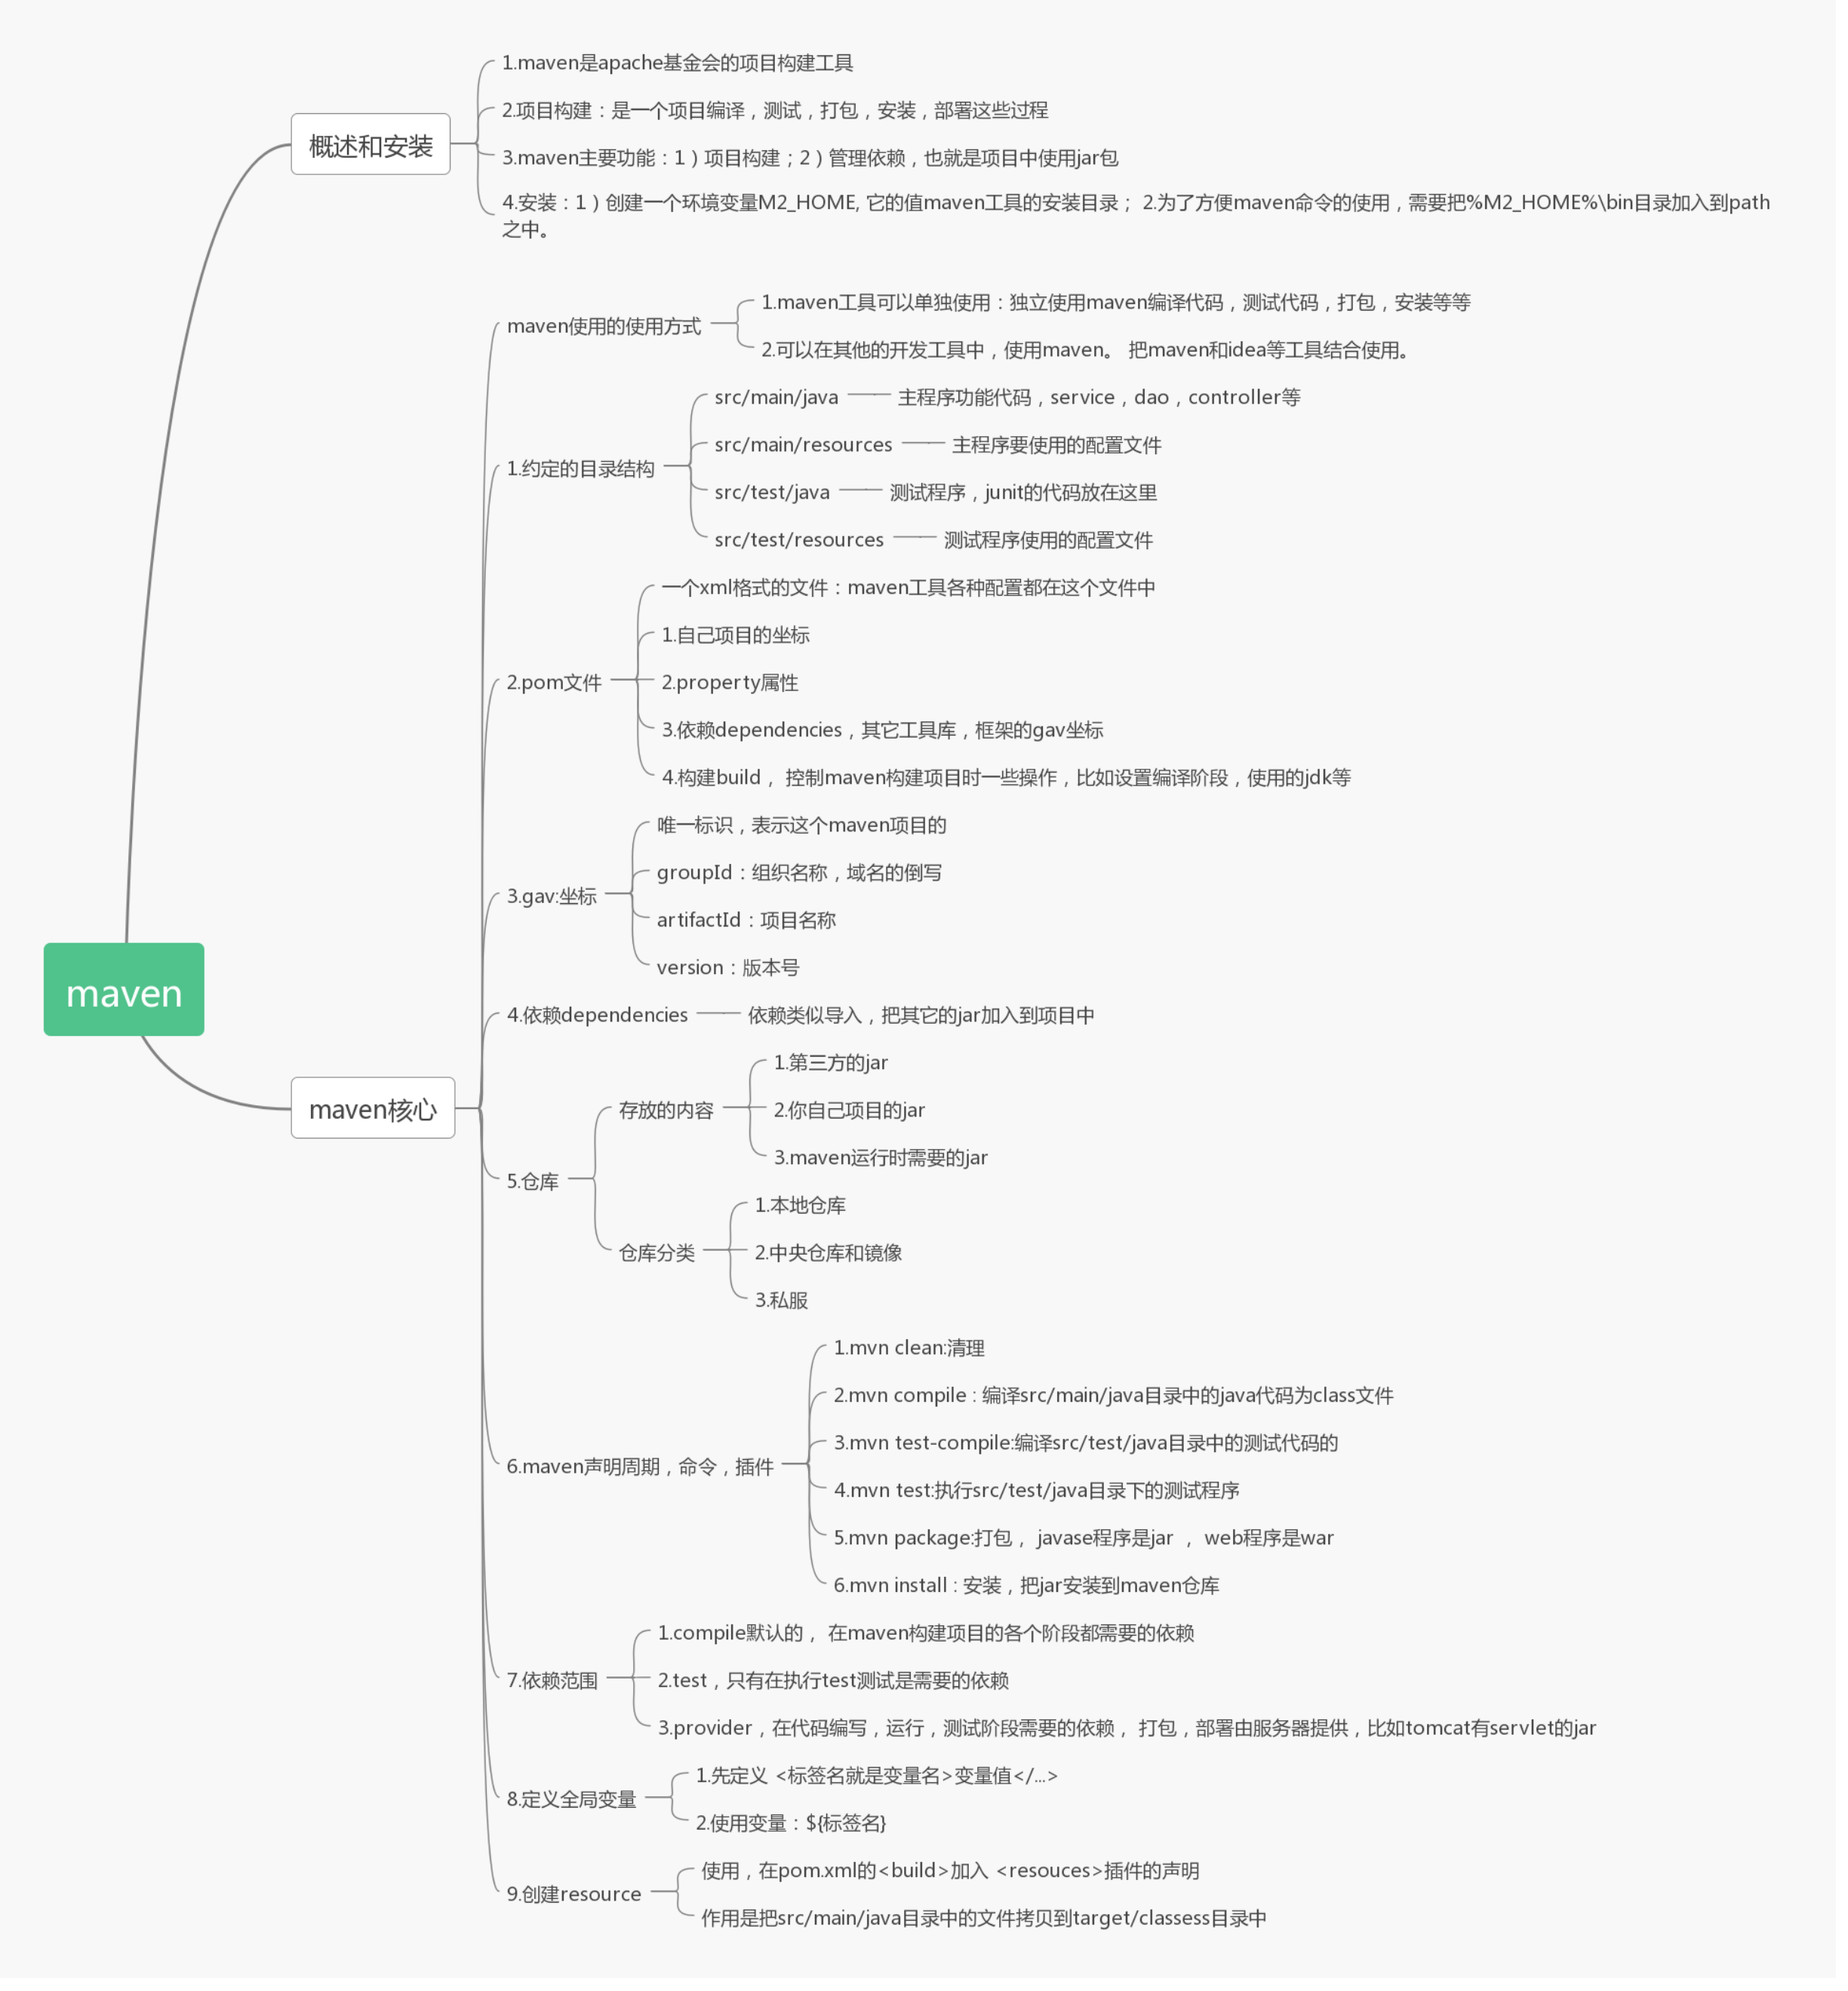 maven
概述和安装
1.maven是apache基金会的项目构建工具
2.项目构建：是一个项目编译，测试，打包，安装，部署这些过程
3.maven主要功能：1）项目构建；2）管理依赖，也就是项目中使用jar包
4.安装：1）创建一个环境变量M2_HOME, 它的值maven工具的安装目录； 2.为了方便maven命令的使用，需要把%M2_HOME%\bin目录加入到path
之中。
maven核心
maven使用的使用方式
1.maven工具可以单独使用：独立使用maven编译代码，测试代码，打包，安装等等
2.可以在其他的开发工具中，使用maven。 把maven和idea等工具结合使用。
1.约定的目录结构
src/main/java
主程序功能代码，service，dao，controller等
src/main/resources
主程序要使用的配置文件
src/test/java
测试程序，junit的代码放在这里
src/test/resources
测试程序使用的配置文件
2.pom文件
一个xml格式的文件：maven工具各种配置都在这个文件中
1.自己项目的坐标
2.property属性
3.依赖dependencies，其它工具库，框架的gav坐标
4.构建build， 控制maven构建项目时一些操作，比如设置编译阶段，使用的jdk等
3.gav:坐标
唯一标识，表示这个maven项目的
groupId：组织名称，域名的倒写
artifactId：项目名称
version：版本号
4.依赖dependencies
依赖类似导入，把其它的jar加入到项目中
5.仓库
存放的内容
1.第三方的jar
2.你自己项目的jar
3.maven运行时需要的jar
仓库分类
1.本地仓库
2.中央仓库和镜像
3.私服
6.maven声明周期，命令，插件
1.mvn clean:清理
2.mvn compile : 编译src/main/java目录中的java代码为class文件
3.mvn test-compile:编译src/test/java目录中的测试代码的
4.mvn test:执行src/test/java目录下的测试程序
5.mvn package:打包， javase程序是jar ， web程序是war
6.mvn install : 安装，把jar安装到maven仓库
7.依赖范围
1.compile默认的， 在maven构建项目的各个阶段都需要的依赖
2.test，只有在执行test测试是需要的依赖
3.provider，在代码编写，运行，测试阶段需要的依赖， 打包，部署由服务器提供，比如tomcat有servlet的jar
8.定义全局变量
1.先定义 <标签名就是变量名>变量值</...>
2.使用变量：${标签名}
9.创建resource
使用，在pom.xml的<build>加入 <resouces>插件的声明
作用是把src/main/java目录中的文件拷贝到target/classess目录中